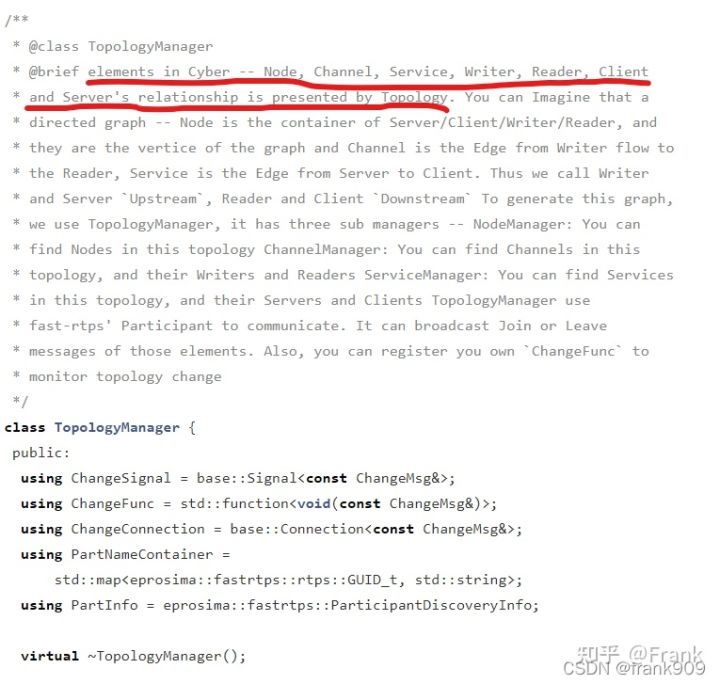 /**
* @class TopologyManager
* @brief elements in Cyber -- Node, Channel, Service, Writer, Reader, Client
* and Server's relationship is presented by Topology. You can Imagine that a
* directed graph -- Node is the container of Server/Client/Writer/Reader, and
* they are the vertice of the graph and Channel is the Edge from Writer flow to
* the Reader, Service is the Edge from Server to Client. Thus we call Writer
* and Server `Upstream`, Reader and Client `Downstream` To generate this graph,
* we use TopologyManager, it has three sub managers -- NodeManager: You can
* find Nodes in this topology ChannelManager: You can find Channels in this
* topology, and their Writers and Readers ServiceManager: You can find Services
* in this topology, and their Servers and Clients TopologyManager use
* fast-rtps' Participant to communicate. It can broadcast Join or Leave
* messages of those elements. Also, you can register you own `ChangeFunc` to
* monitor topology change
*/
class TopologyManager {
public:
using ChangeSignal = base::Signal<const ChangeMsg&>;
using ChangeFunc = std::function<void(const ChangeMsg&)>;
using ChangeConnection = base::Connection<const ChangeMsg&>;
using PartNameContainer =
std::map<eprosima::fastrtps::rtps::GUID_t, std::string>;
using PartInfo = eprosima::fastrtps::ParticipantDiscoveryInfo;
virtual ~TopologyManager();
知乎 @Frank
CSDN @frank909